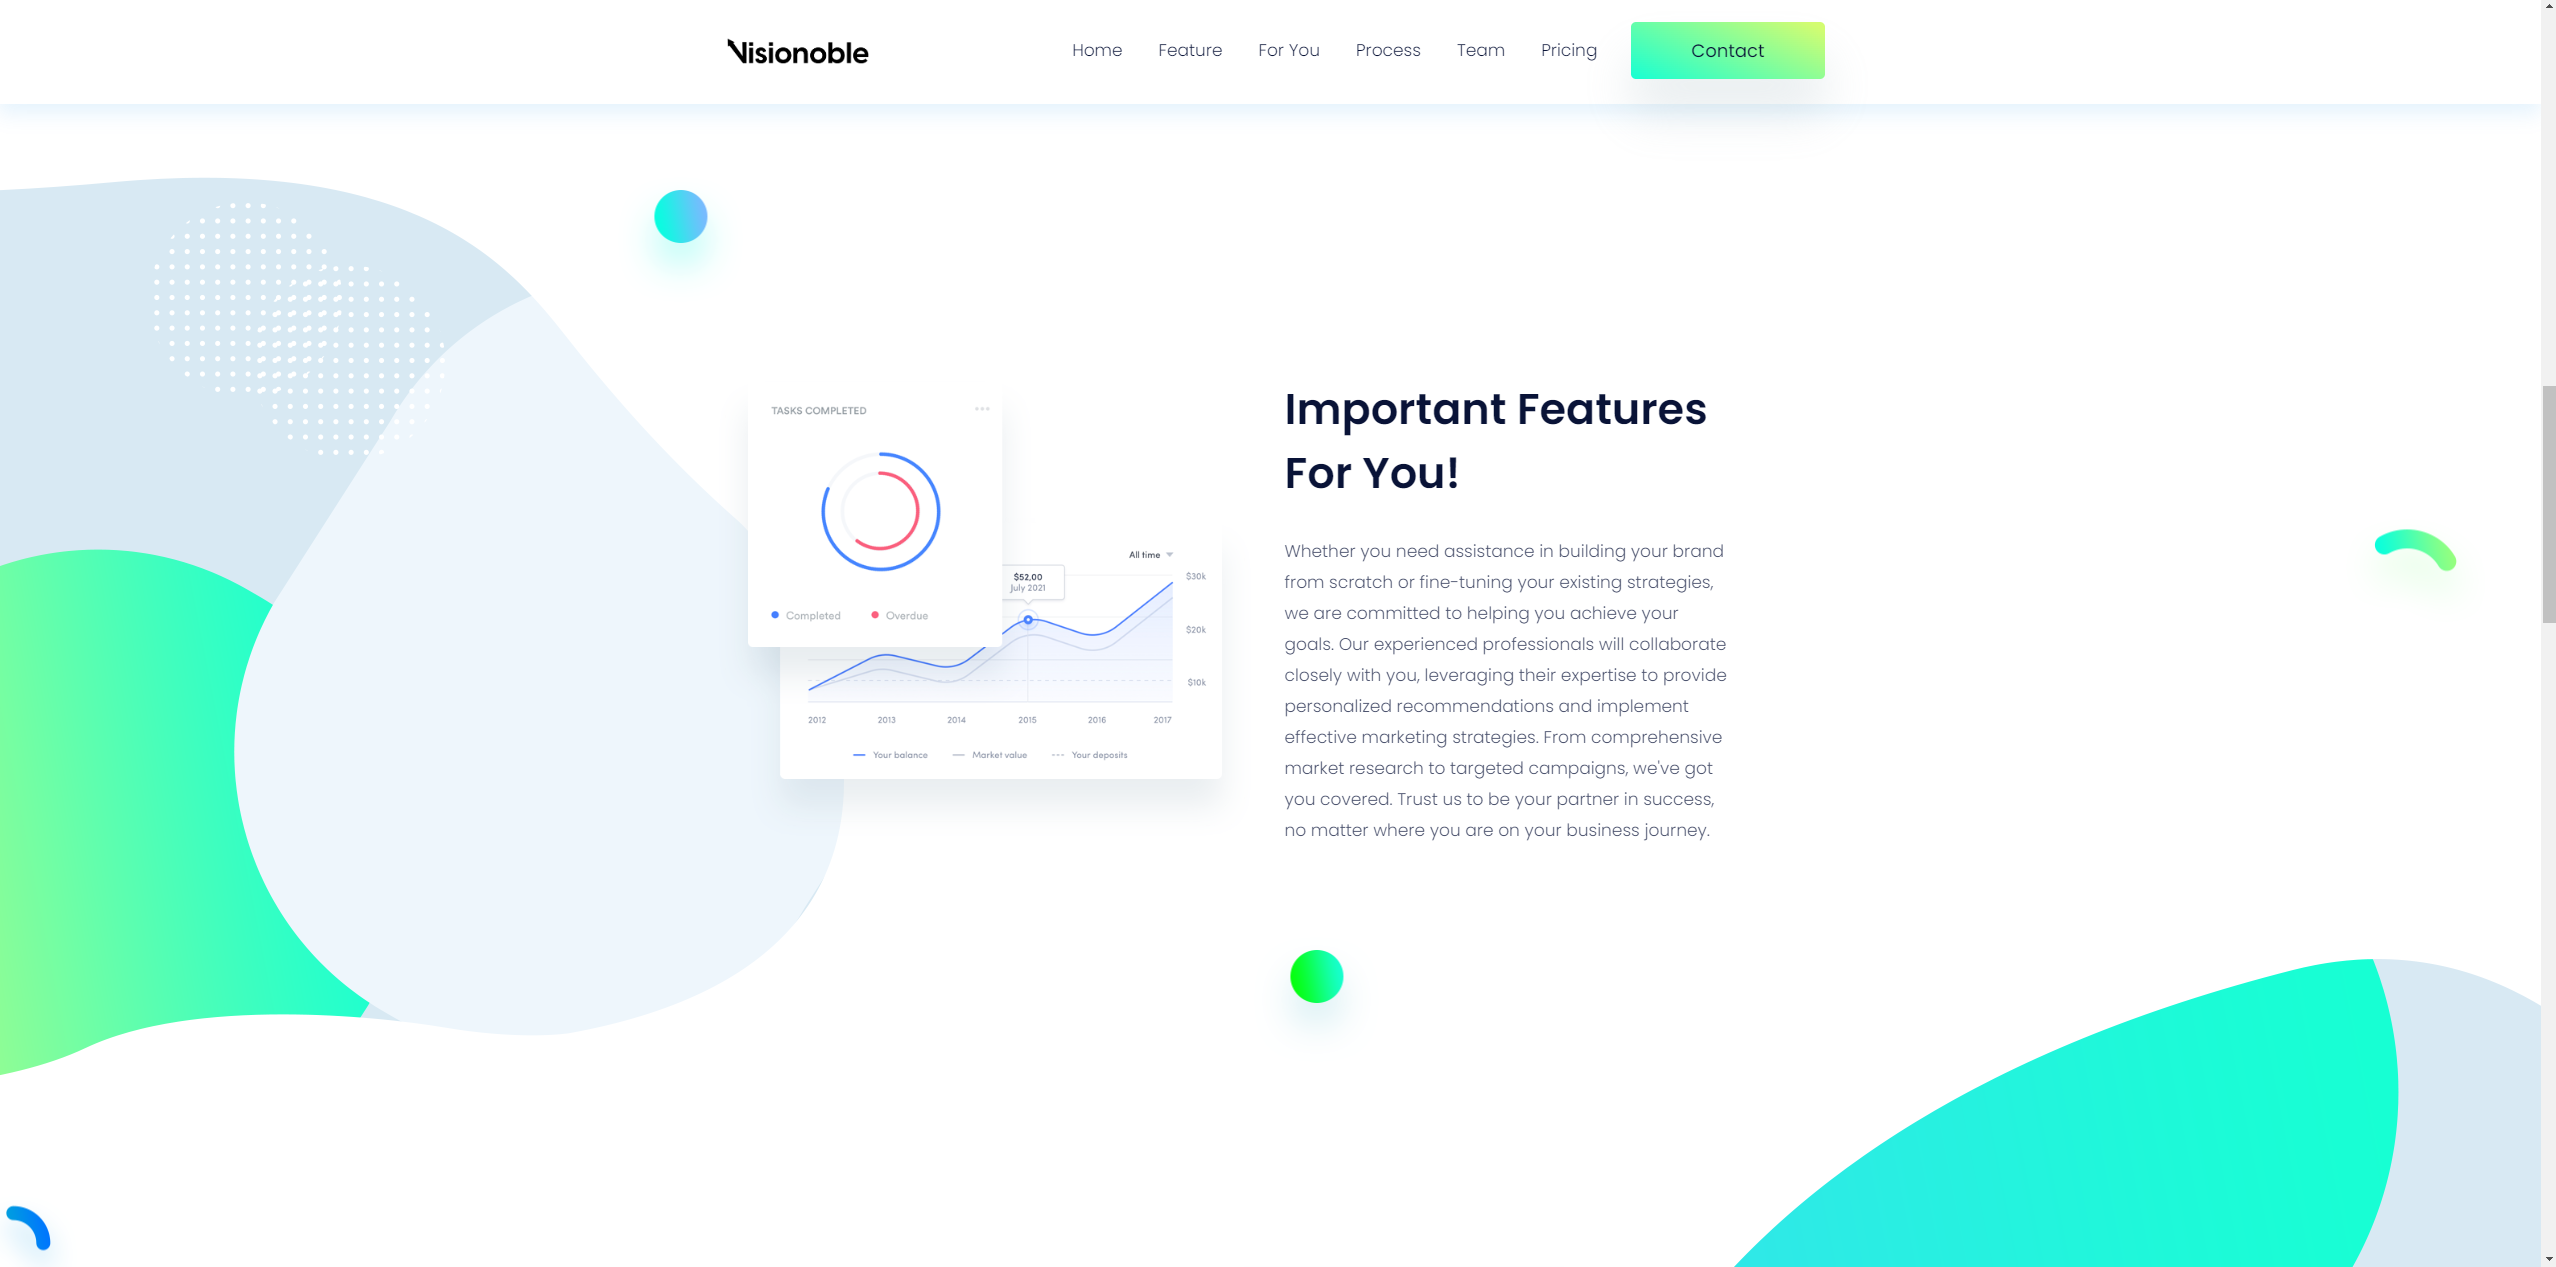 Visionoble
Home
Feature
For You
Process
Team
Pricing
Contact
TASKS COMPLETED
Completed
Overdue
All time
$52,00
July 2021
$30k
$20k
$10k
2012
2013
2014
2015
2016
2017
Your balance
Market value
Your deposits
Important Features
For You!
Whether you need assistance in building your brand
from scratch or fine-tuning your existing strategies,
we are committed to helping you achieve your
goals. Our experienced professionals will collaborate
closely with you, leveraging their expertise to provide
personalized recommendations and implement
effective marketing strategies. From comprehensive
market research to targeted campaigns, we've got
you covered. Trust us to be your partner in success,
no matter where you are on your business journey.